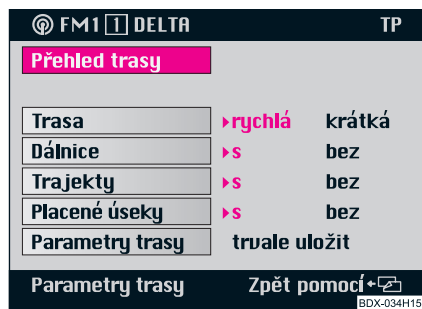 FM1 1 DELTA TP
Přehled trasy
Trasa rychlá krátká
Dálnice s bez
Trajekty s bez
Placené úseky s bez
Parametry trasy trvale uložit
Parametry trasy Zpět pomocí
BDX-034H15